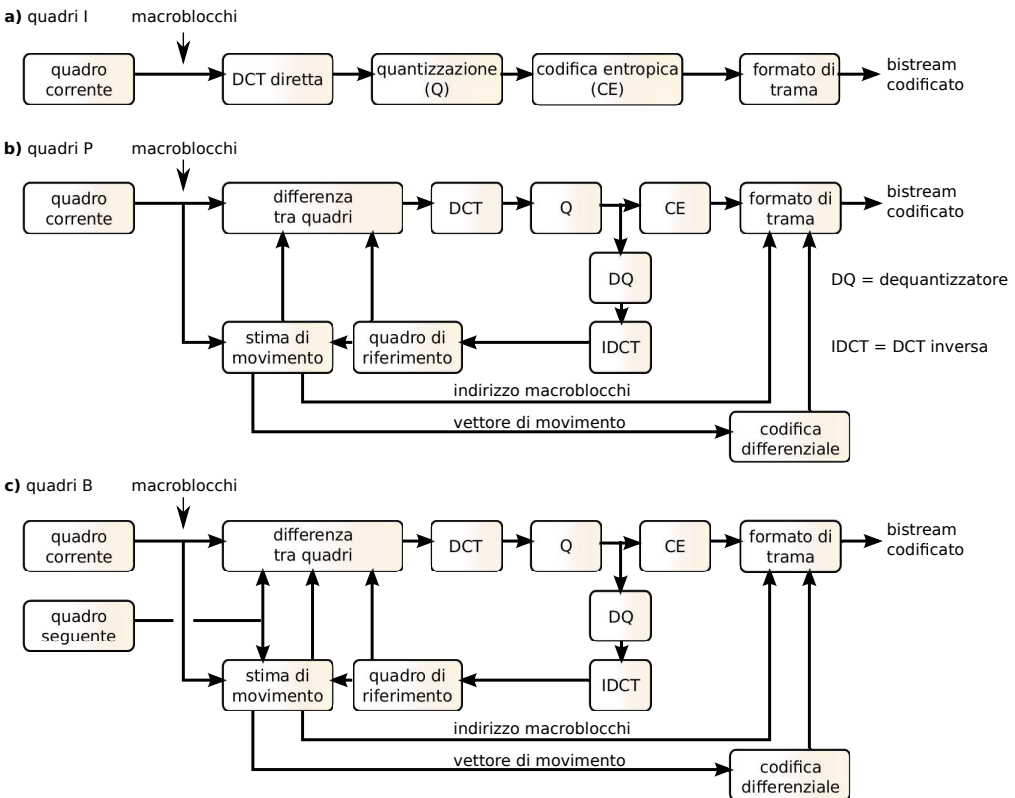 a) quadri I
macroblocchi
quadro
corrente
DCT diretta
quantizzazione
(Q)
codifica entropica
(CE)
formato di
trama
bistream
codificato
b) quadri P
macroblocchi
quadro
corrente
differenza
tra quadri
DCT
Q
CE
formato di
trama
bistream
codificato
DQ
DQ = dequantizzatore
stima di
movimento
quadro di
riferimento
IDCT
IDCT = DCT inversa
indirizzo macroblocchi
vettore di movimento
codifica
differenziale
c) quadri B
macroblocchi
quadro
corrente
differenza
tra quadri
DCT
Q
CE
formato di
trama
bistream
codificato
quadro
seguente
DQ
stima di
movimento
quadro di
riferimento
IDCT
indirizzo macroblocchi
vettore di movimento
codifica
differenziale